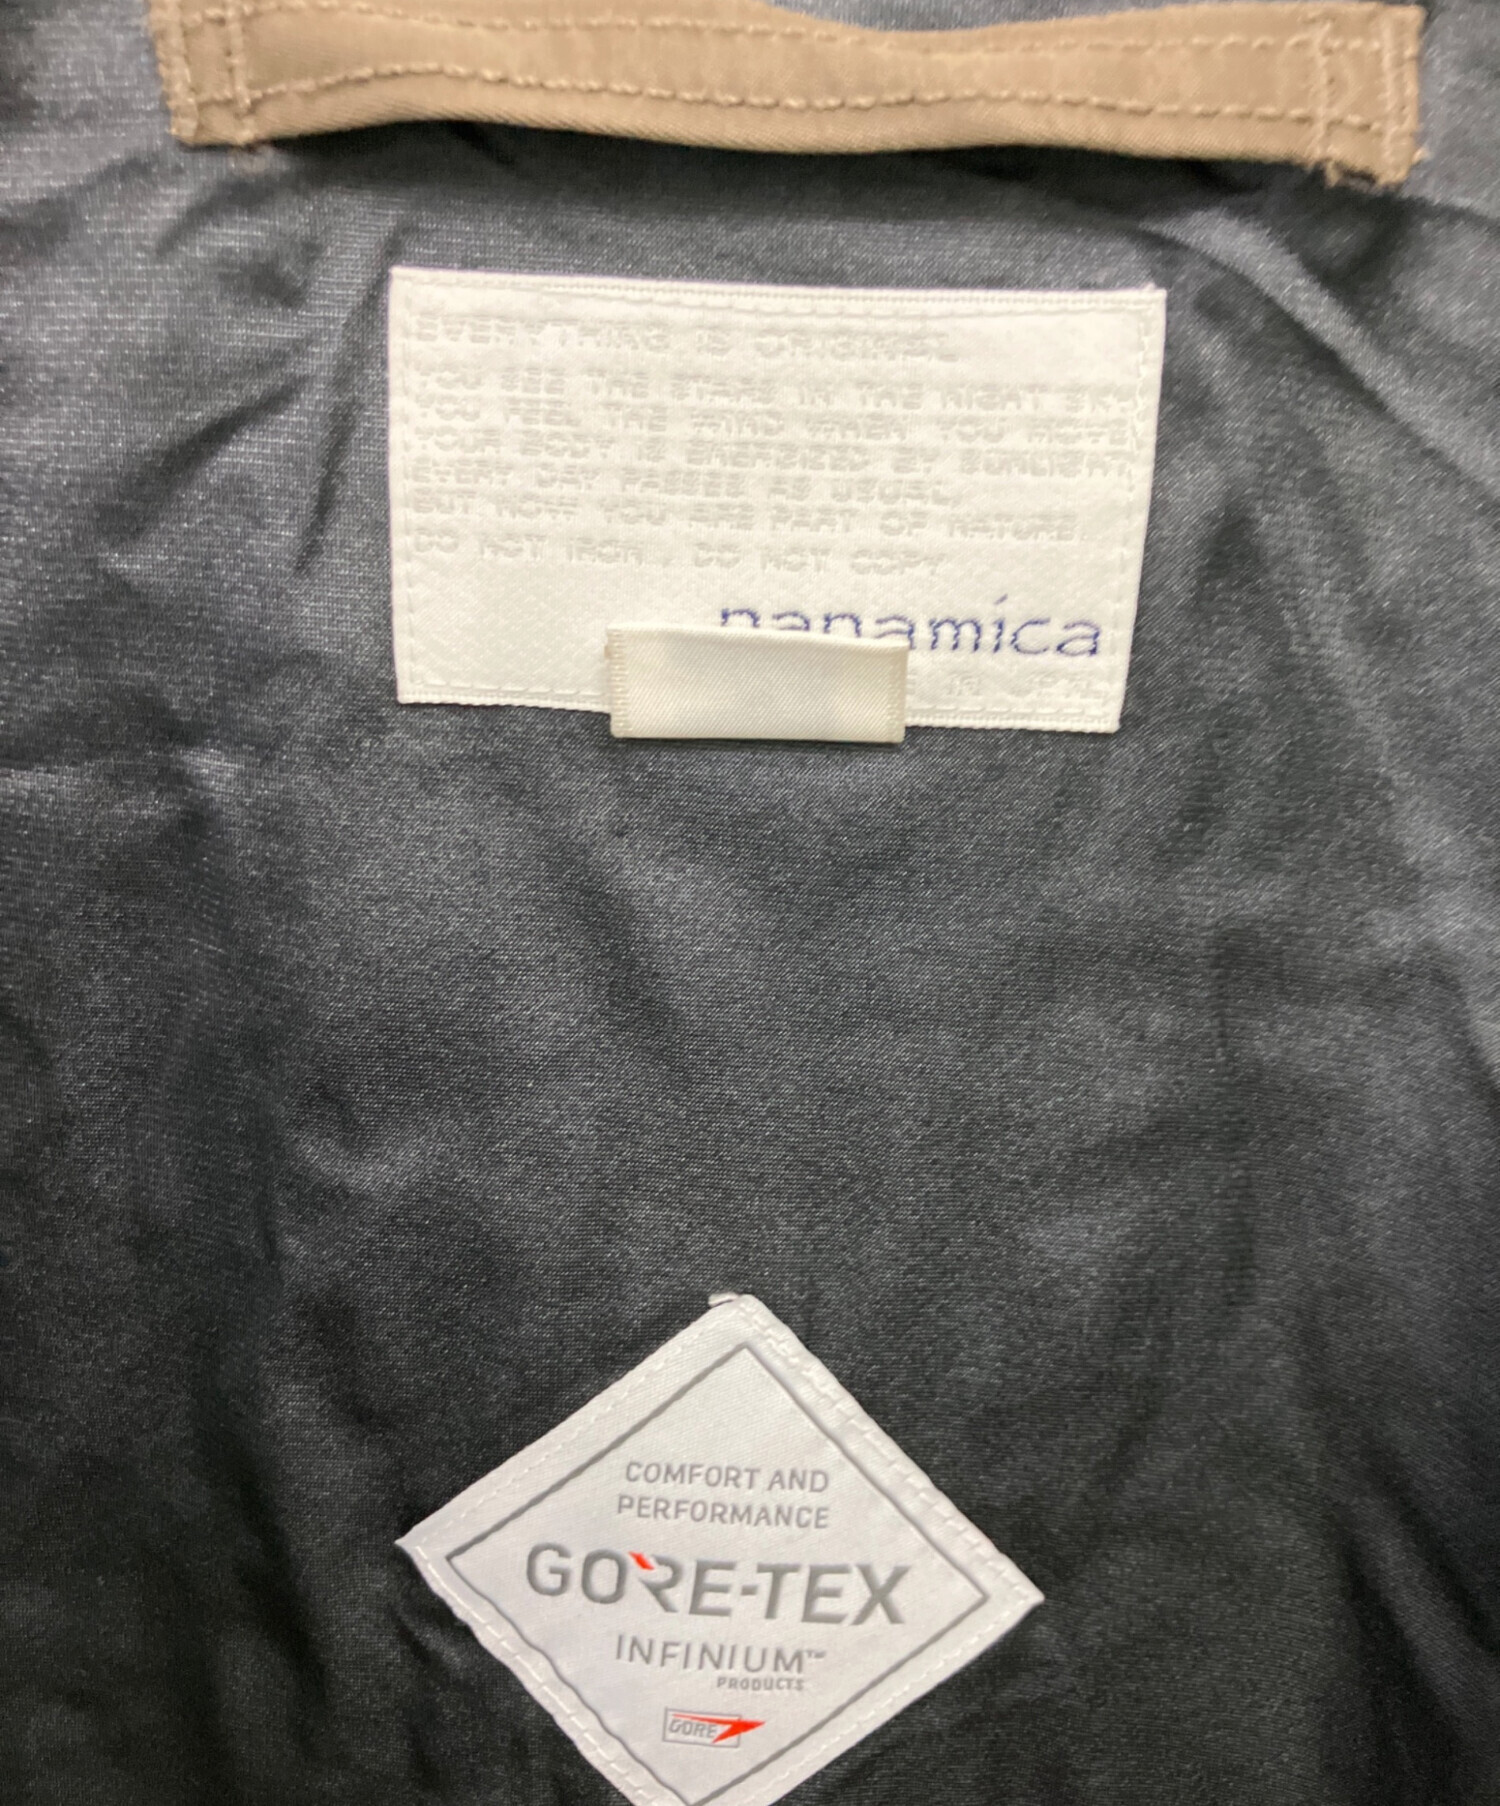 EVERYTHING IS ORIGINAL
YOU SEE THE STARS IN THE NIGHT SKY
YOU FEEL THE WIND WHEN YOU MOVE.
YOUR BODY IS ENERGIZED BY SUNLIGHT.
EVERY DAY PASSES AS USUAL.
BUT NOW YOU ARE PART OF NATURE.
DO NOT IRON . DO NOT COPY
nanamica
COMFORT AND
PERFORMANCE
GORE-TEX
INFINIUM™
PRODUCTS
GORE